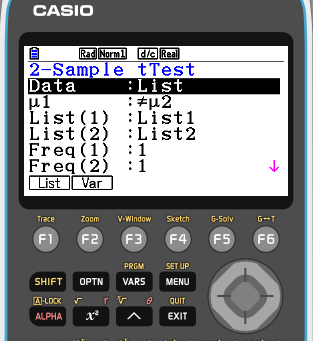 CASIO
Rad Norm1 d/c Real
2-Sample tTest
Data :List
μ1 :≠μ2
List(1) :List1
List(2) :List2
Freq(1) :1
Freq(2) :1 ↓
List Var
Trace Zoom V-Window Sketch G-Solv G↔T
F1 F2 F3 F4 F5 F6
PRGM SET UP
SHIFT OPTN VARS MENU
A-LOCK √ r ∛ θ QUIT
ALPHA x² ^ EXIT